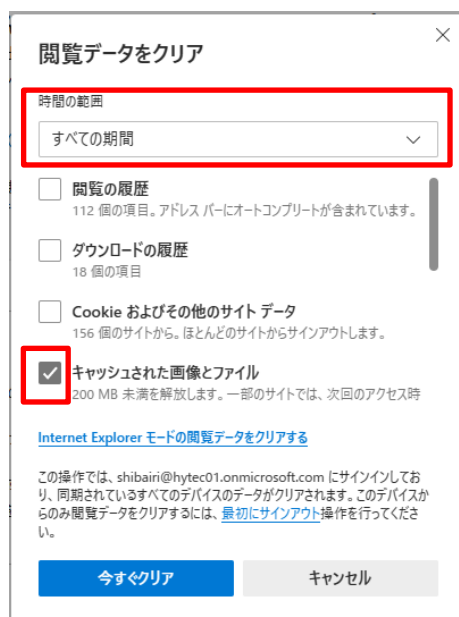 閲覧データをクリア
時間の範囲
すべての期間
閲覧の履歴
112 個の項目。アドレス バーにオートコンプリートが含まれています。
ダウンロードの履歴
18 個の項目
Cookie およびその他のサイト データ
156 個のサイトから。ほとんどのサイトからサインアウトします。
キャッシュされた画像とファイル
200 MB 未満を解放します。一部のサイトでは、次回のアクセス時
Internet Explorer モードの閲覧データをクリアする
この操作では、shibairi@hytec01.onmicrosoft.com にサインインしてお
り、同期されているすべてのデバイスのデータがクリアされます。このデバイスか
らのみ閲覧データをクリアするには、最初にサインアウト操作を行ってくださ
い。
今すぐクリア
キャンセル